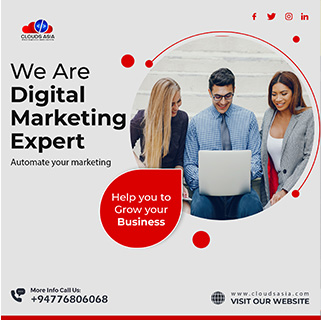 CLOUDS ASIA
We Are
Digital
Marketing
Expert
Automate your marketing
Help you to
Grow your
Business
More Info Call Us:
+94776806068
www.cloudsasia.com
VISIT OUR WEBSITE